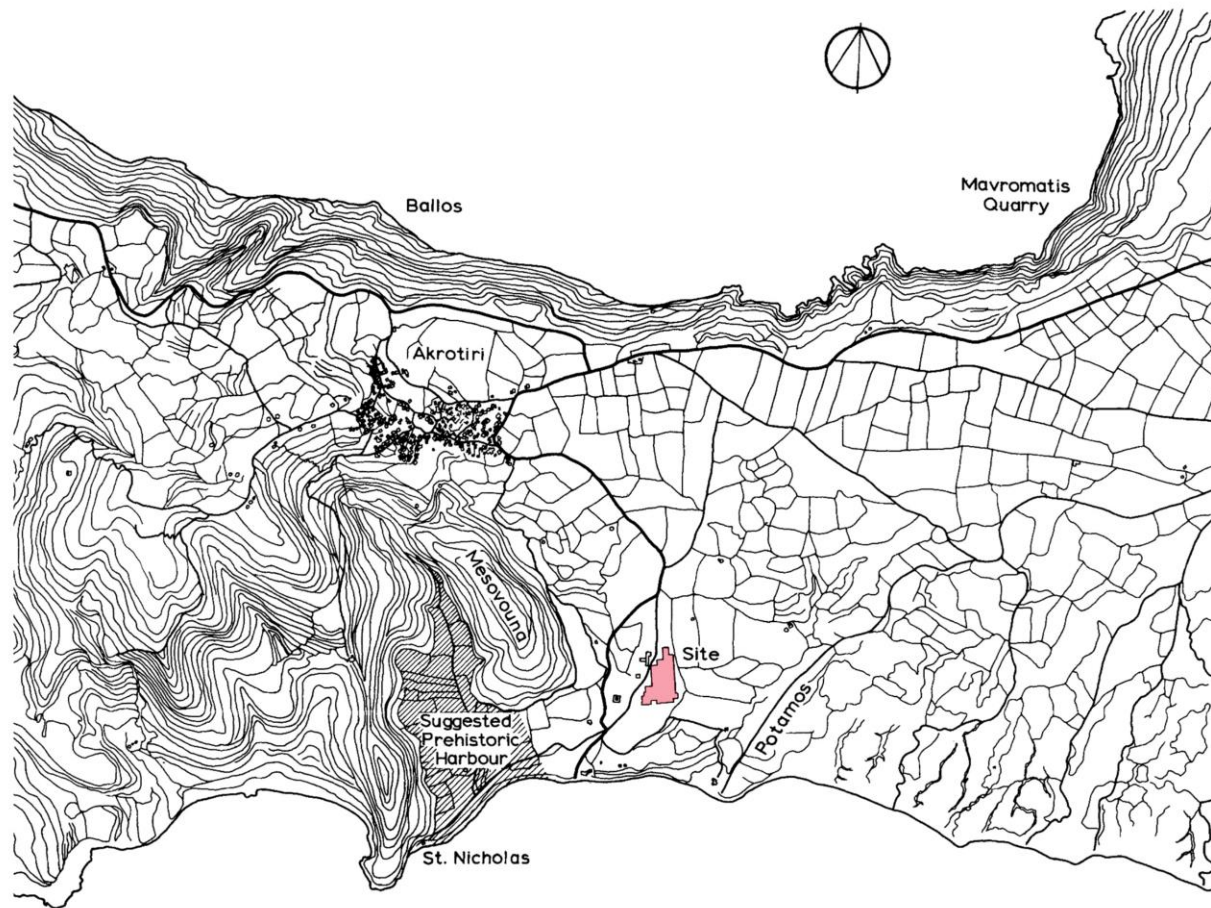 Ballos
Mavromatis
Quarry
Akrotiri
Mesovouna
Site
Potamos
Suggested
Prehistoric
Harbour
St. Nicholas